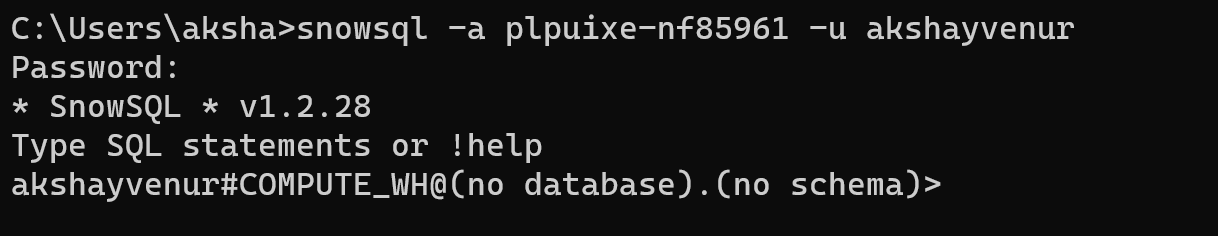 C:\Users\aksha>snowsql -a plpuixe-nf85961 -u akshayvenur
Password:
* SnowSQL * v1.2.28
Type SQL statements or !help
akshayvenur#COMPUTE_WH@(no database).(no schema)>